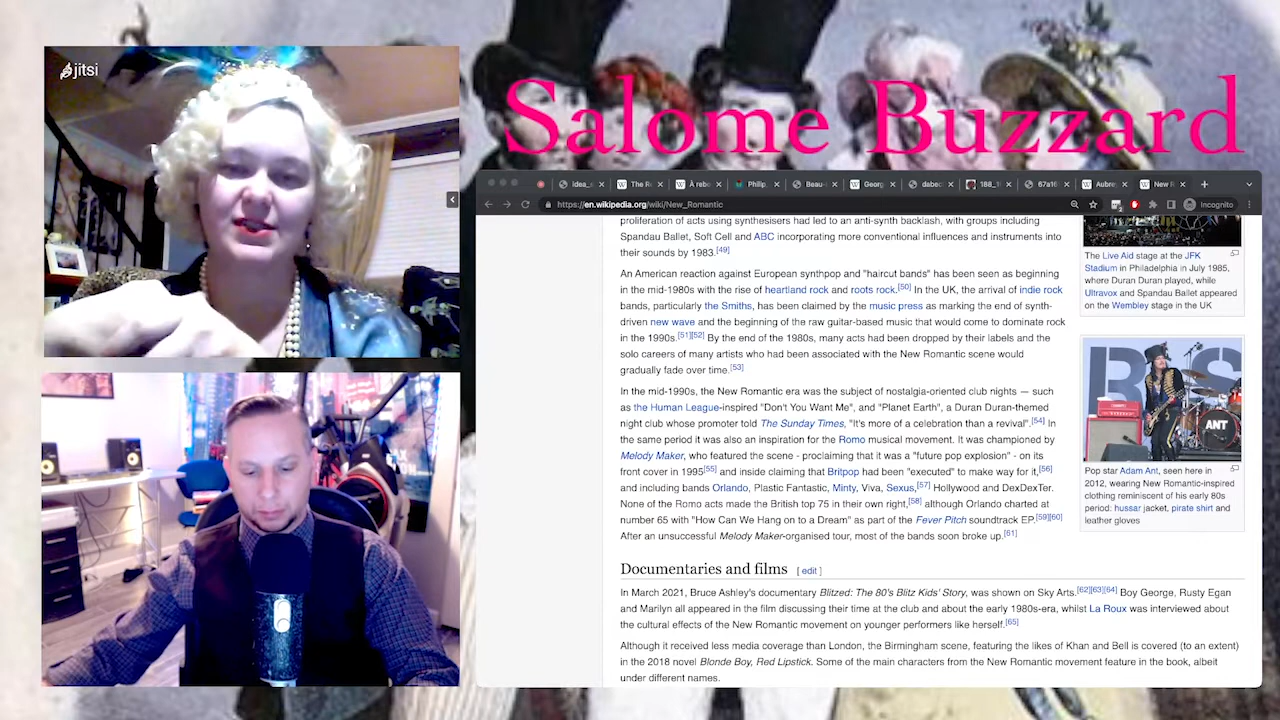 jitsi
Salome Buzzard
idea_c
The R
À reb
Philip
Beau
Georg
dabec
188_1
67a16
Aubre
New R
https://en.wikipedia.org/wiki/New_Romantic
Incognito
proliferation of acts using synthesisers had led to an anti-synth backlash, with groups including
Spandau Ballet, Soft Cell and ABC incorporating more conventional influences and instruments into
their sounds by 1983.[49]
An American reaction against European synthpop and "haircut bands" has been seen as beginning
in the mid-1980s with the rise of heartland rock and roots rock.[50] In the UK, the arrival of indie rock
bands, particularly the Smiths, has been claimed by the music press as marking the end of synth-
driven new wave and the beginning of the raw guitar-based music that would come to dominate rock
in the 1990s.[51][52] By the end of the 1980s, many acts had been dropped by their labels and the
solo careers of many artists who had been associated with the New Romantic scene would
gradually fade over time.[53]
In the mid-1990s, the New Romantic era was the subject of nostalgia-oriented club nights — such
as the Human League-inspired "Don't You Want Me", and "Planet Earth", a Duran Duran-themed
night club whose promoter told The Sunday Times, "It's more of a celebration than a revival".[54] In
the same period it was also an inspiration for the Romo musical movement. It was championed by
Melody Maker, who featured the scene - proclaiming that it was a "future pop explosion" - on its
front cover in 1995[55] and inside claiming that Britpop had been "executed" to make way for it,[56]
and including bands Orlando, Plastic Fantastic, Minty, Viva, Sexus,[57] Hollywood and DexDexTer.
None of the Romo acts made the British top 75 in their own right,[58] although Orlando charted at
number 65 with "How Can We Hang on to a Dream" as part of the Fever Pitch soundtrack EP.[59][60]
After an unsuccessful Melody Maker-organised tour, most of the bands soon broke up.[61]
The Live Aid stage at the JFK
Stadium in Philadelphia in July 1985,
where Duran Duran played, while
Ultravox and Spandau Ballet appeared
on the Wembley stage in the UK
ANT
Pop star Adam Ant, seen here in
2012, wearing New Romantic-inspired
clothing reminiscent of his early 80s
period: hussar jacket, pirate shirt and
leather gloves
Documentaries and films [ edit ]
In March 2021, Bruce Ashley's documentary Blitzed: The 80's Blitz Kids' Story, was shown on Sky Arts.[62][63][64] Boy George, Rusty Egan
and Marilyn all appeared in the film discussing their time at the club and about the early 1980s-era, whilst La Roux was interviewed about
the cultural effects of the New Romantic movement on younger performers like herself.[65]
Although it received less media coverage than London, the Birmingham scene, featuring the likes of Khan and Bell is covered (to an extent)
in the 2018 novel Blonde Boy, Red Lipstick. Some of the main characters from the New Romantic movement feature in the book, albeit
under different names.